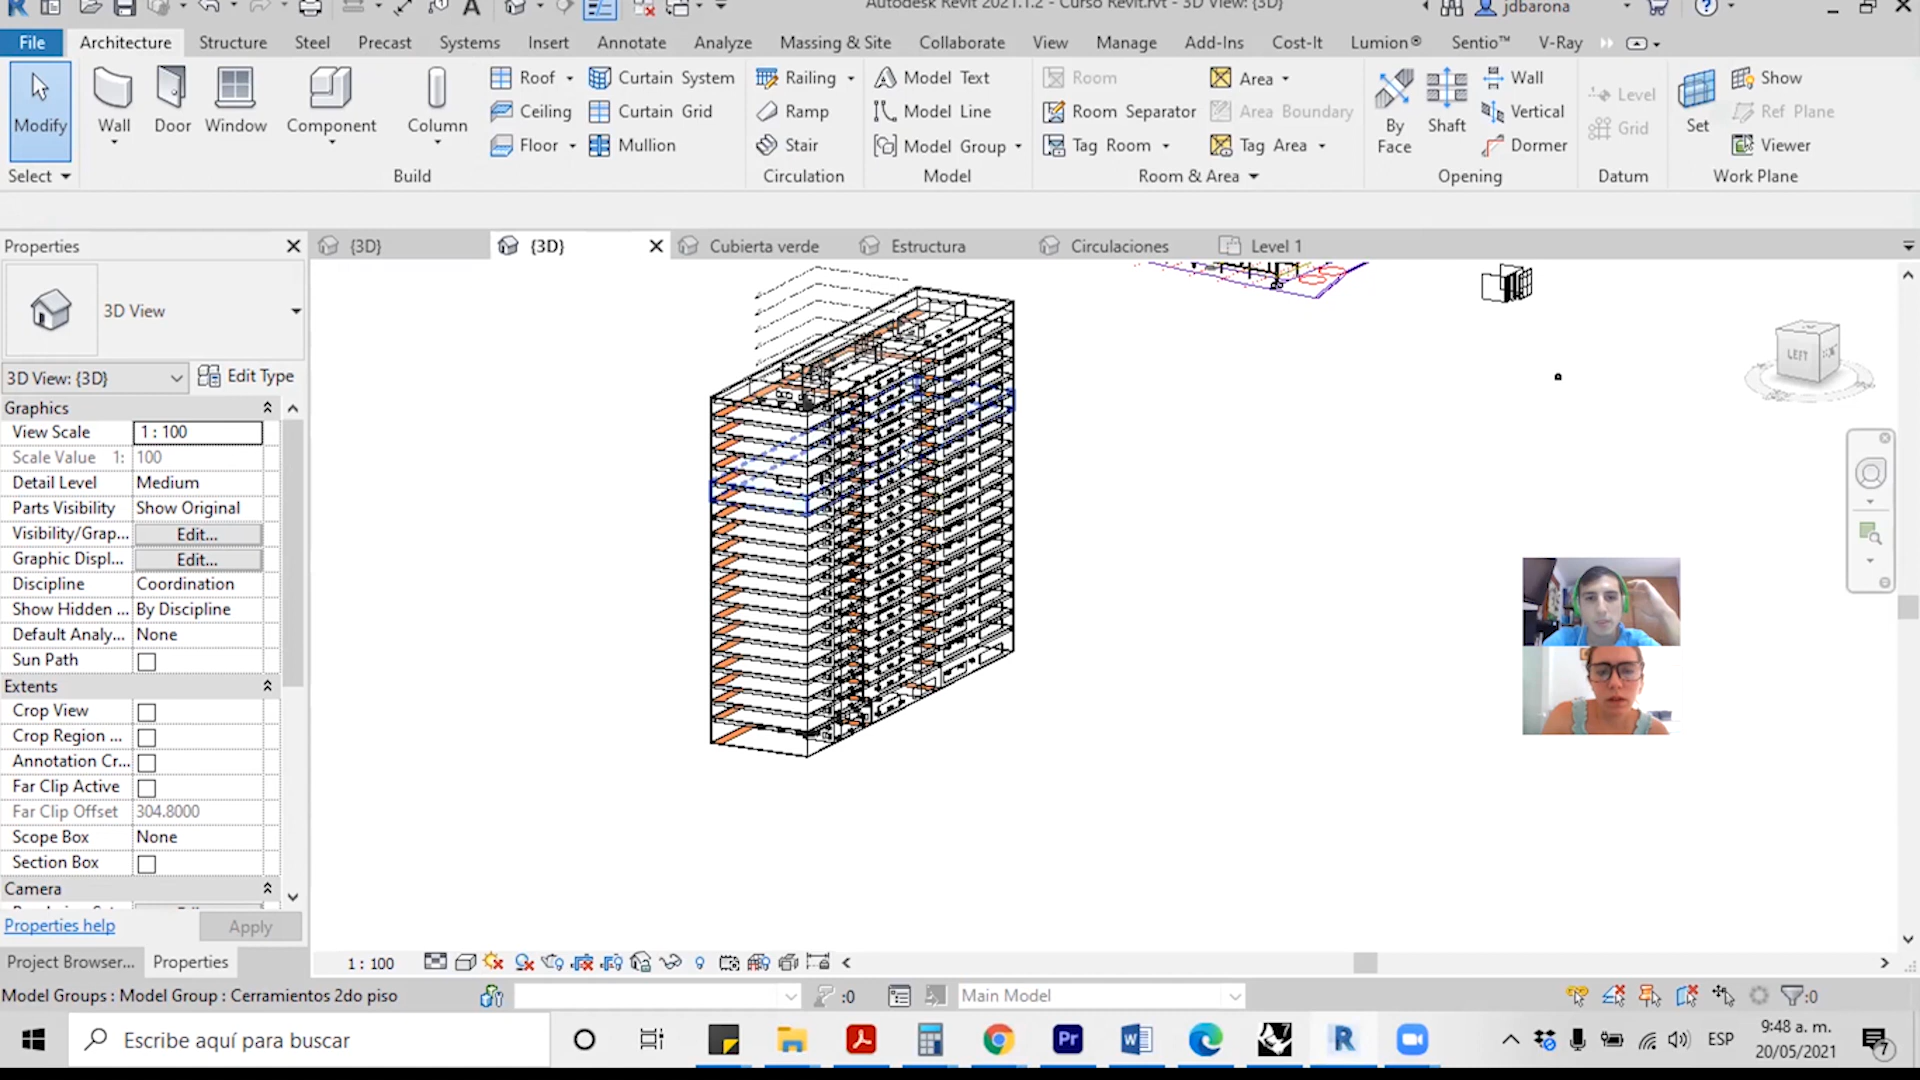 Autodesk Revit 2021.1.2 - Curso Revit.rvt - 3D View: {3D}
jdbarona
File Architecture Structure Steel Precast Systems Insert Annotate Analyze Massing & Site Collaborate View Manage Add-Ins Cost-It Lumion® Sentio™ V-Ray
Modify
Wall
Door
Window
Component
Column
Roof
Ceiling
Floor
Curtain System
Curtain Grid
Mullion
Railing
Ramp
Stair
Model Text
Model Line
Model Group
Room
Room Separator
Tag Room
Area
Area Boundary
Tag Area
By
Face
Shaft
Wall
Vertical
Dormer
Level
Grid
Set
Show
Ref Plane
Viewer
Select Build Circulation Model Room & Area Opening Datum Work Plane
Properties
{3D} {3D} Cubierta verde Estructura Circulaciones Level 1
3D View
3D View: {3D} Edit Type
Graphics
View Scale 1 : 100
Scale Value 1: 100
Detail Level Medium
Parts Visibility Show Original
Visibility/Grap... Edit...
Graphic Displ... Edit...
Discipline Coordination
Show Hidden ... By Discipline
Default Analy... None
Sun Path
Extents
Crop View
Crop Region ...
Annotation Cr...
Far Clip Active
Far Clip Offset 304.8000
Scope Box None
Section Box
Camera
Properties help Apply
Project Browser... Properties
LEFT
1 : 100
Model Groups : Model Group : Cerramientos 2do piso
:0
Main Model
:0
Escribe aquí para buscar
Pr
ESP
9:48 a. m.
20/05/2021
7